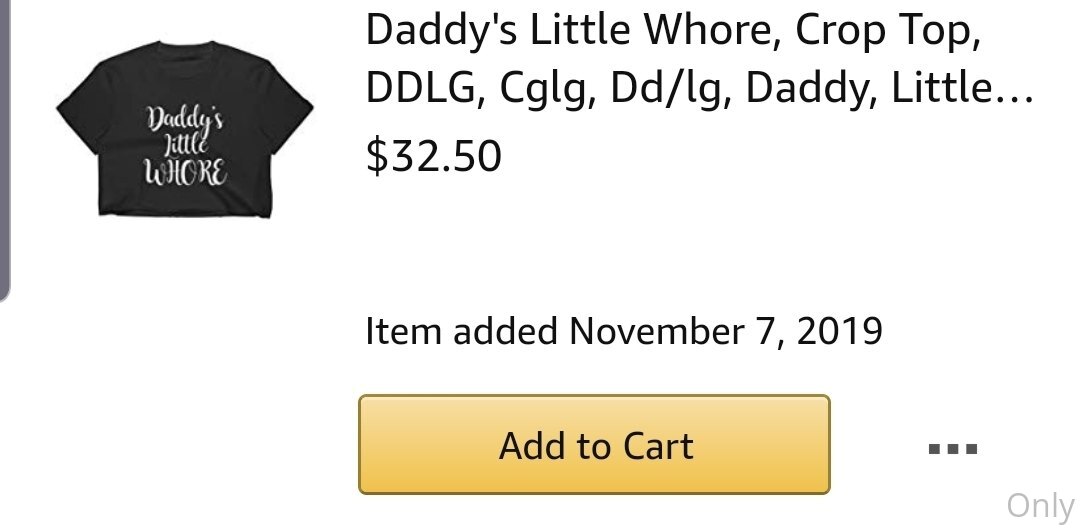 Daddy's Little Whore, Crop Top,
DDLG, Cglg, Dd/lg, Daddy, Little...
$32.50
Daddy's
little
WHORE
Item added November 7, 2019
Add to Cart
Only